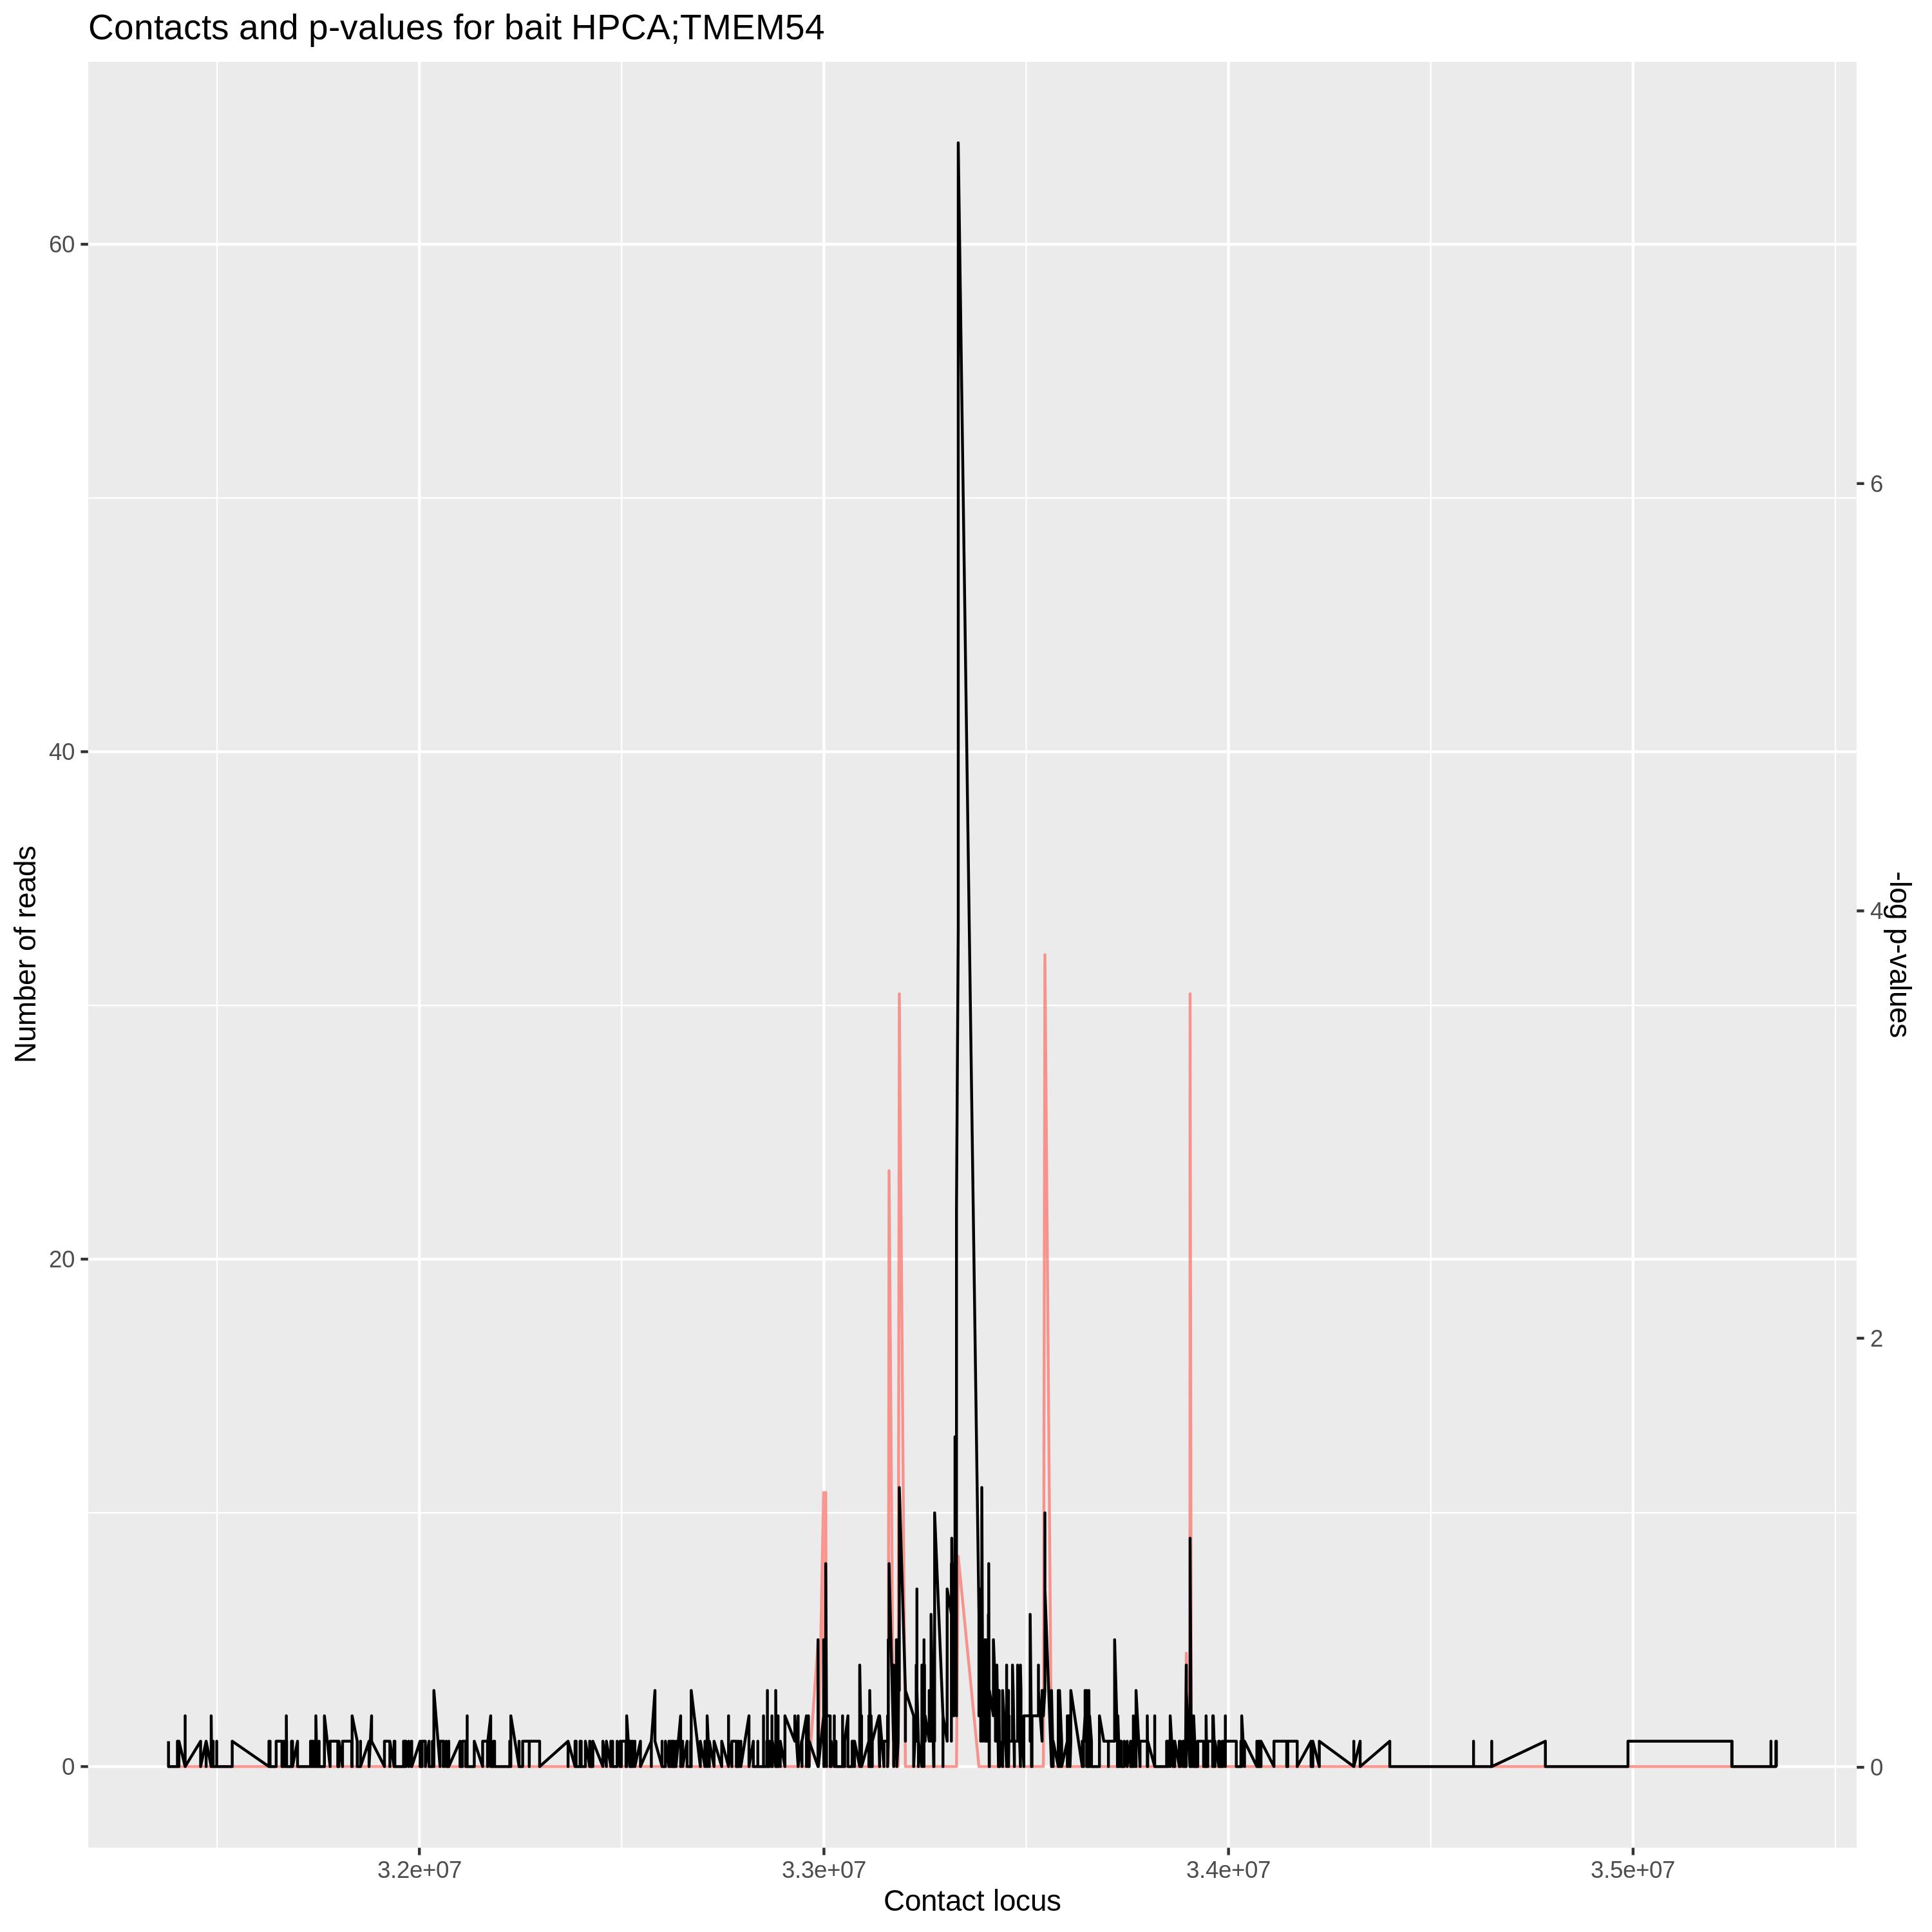 Contacts and p-values for bait HPCA;TMEM54
60
40
20
0
Number of reads
6
4
2
0
-log p-values
3.2e+07
3.3e+07
3.4e+07
3.5e+07
Contact locus